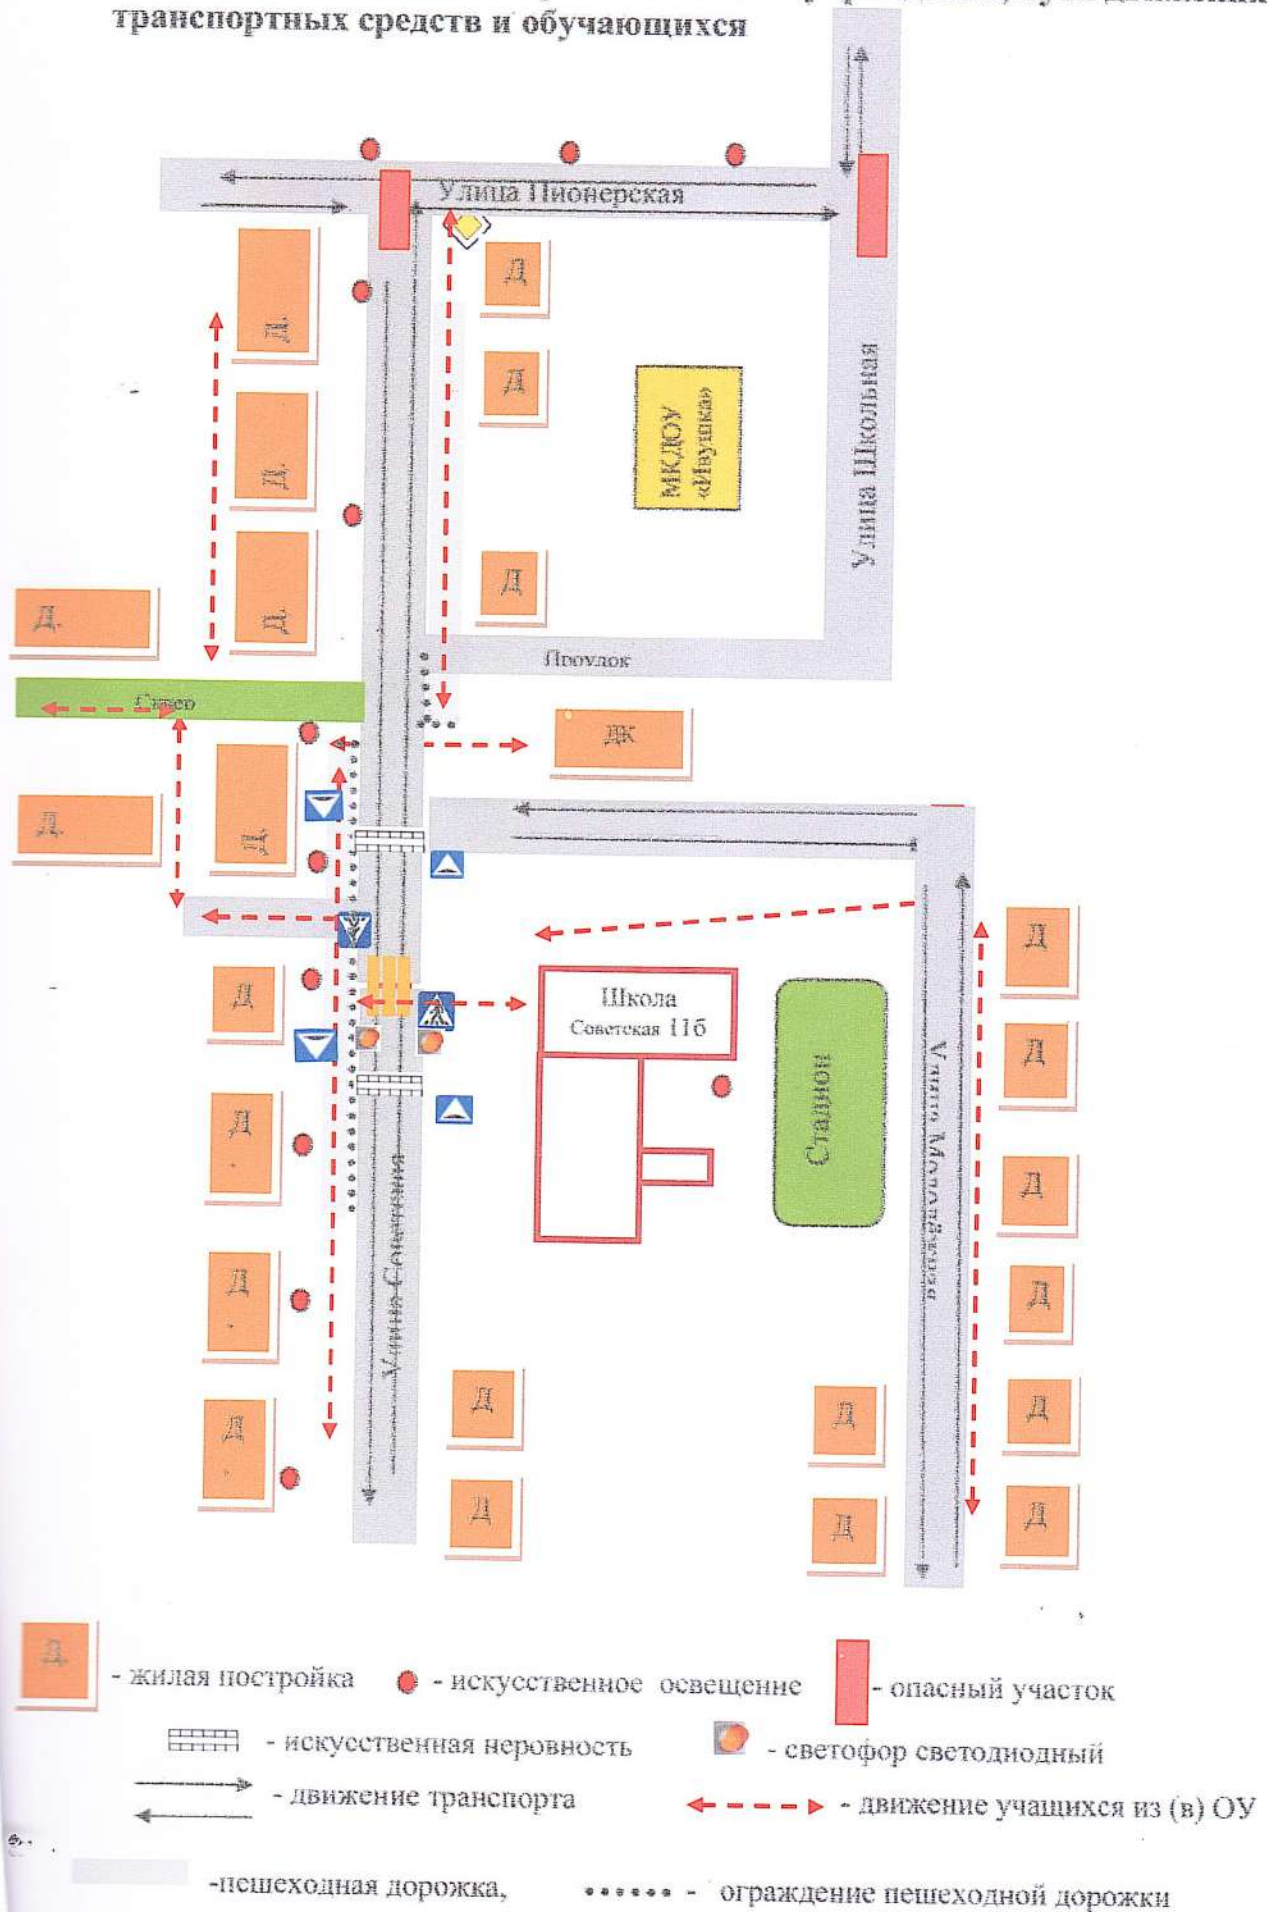 транспортных средств и обучающихся
Улица Пионерская
Д
Д.
Д
МКДОУ
«Ивушка»
Улица Школьная
Д.
Д
Д.
Д.
Проулок
Сквер
ДК
Д.
Д.
Д
Д
Школа
Советская 11б
Д
Стадион
Д
Улица Молодёжная
Д
Д
Улица Советская
Д
Д
Д
Д
Д
Д
Д
Д
Д
Д
- жилая постройка
- искусственное освещение
- опасный участок
- искусственная неровность
- светофор светодиодный
- движение транспорта
- движение учащихся из (в) ОУ
-пешеходная дорожка,
- ограждение пешеходной дорожки